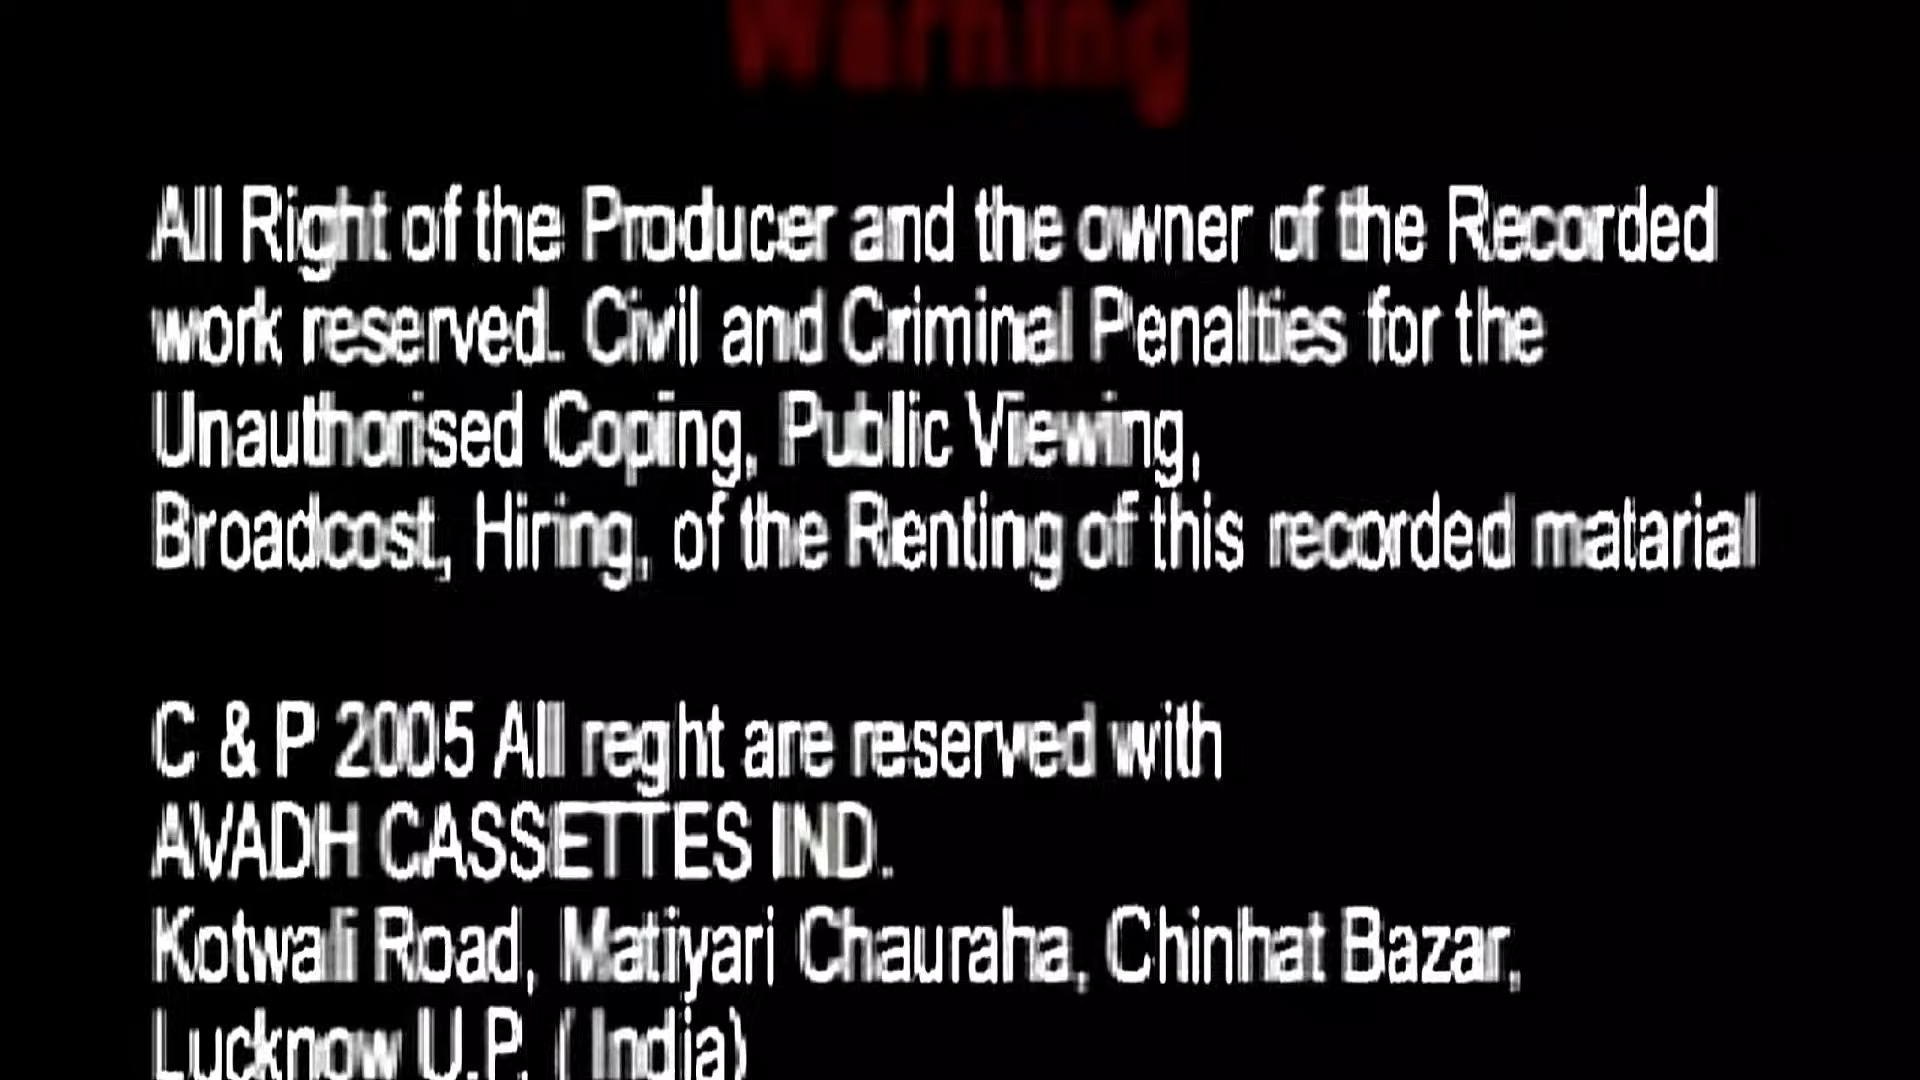 Warning
All Right of the Producer and the owner of the Recorded
work reserved. Civil and Criminal Penalties for the
Unauthorised Coping, Public Viewing,
Broadcost, Hiring, of the Renting of this recorded matarial
C & P 2005 All reght are reserved with
AVADH CASSETTES IND.
Kotwali Road, Matiyari Chauraha, Chinhat Bazar,
Lucknow U.P. ( India)